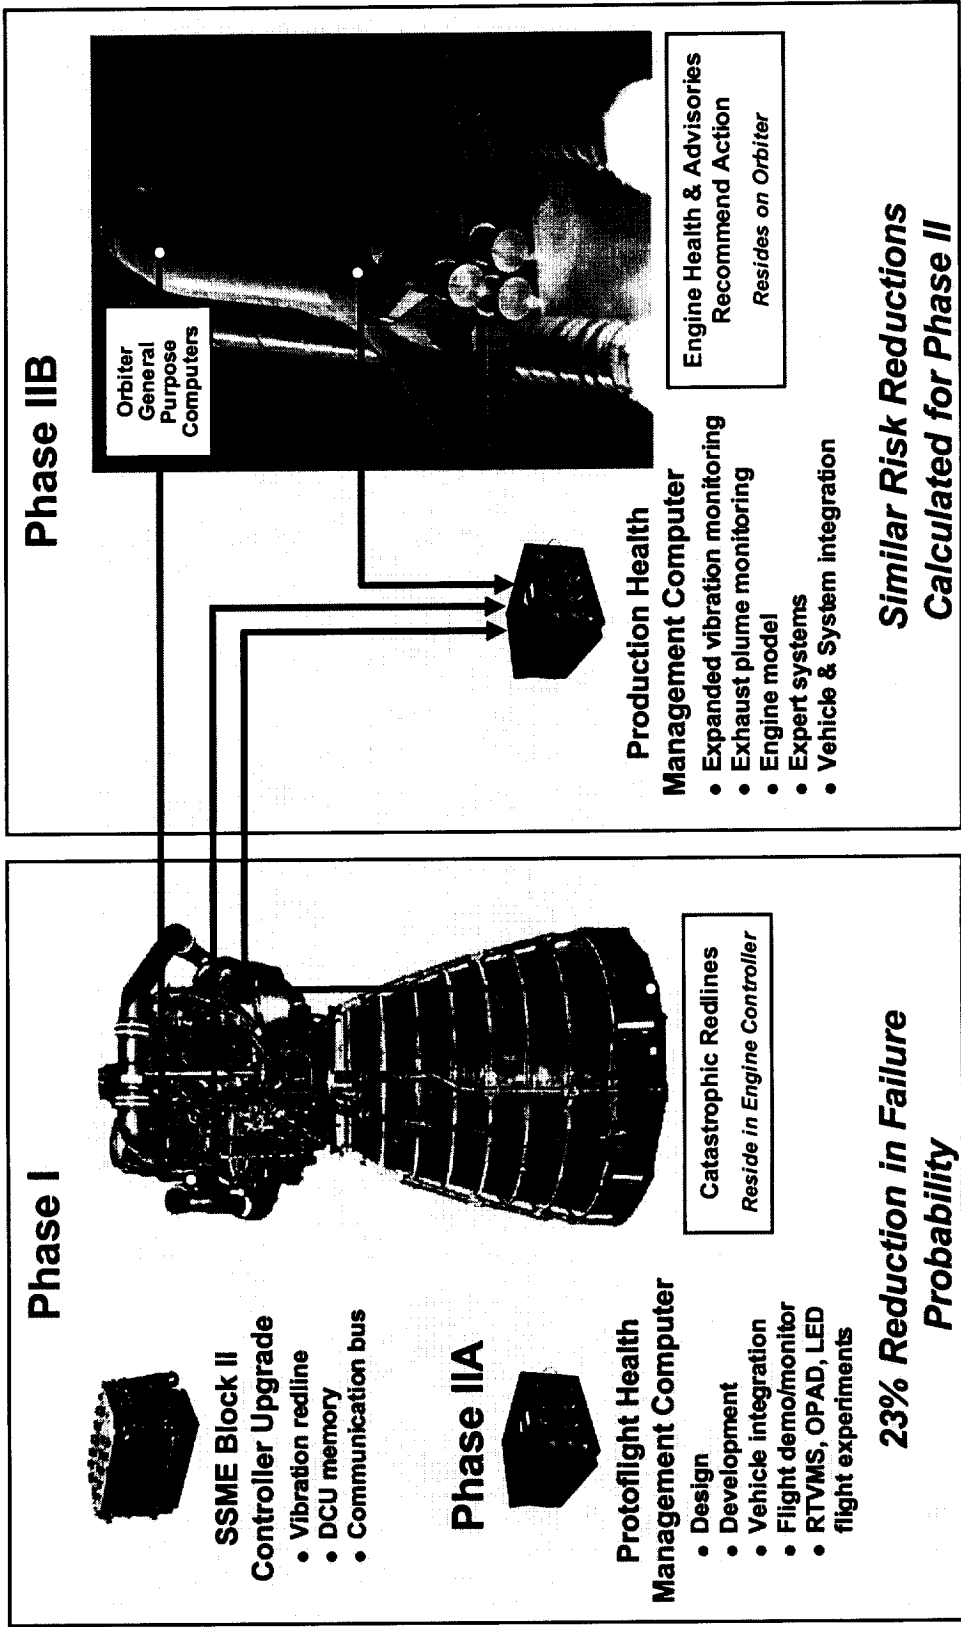 Phase I
SSME Block II
Controller Upgrade
• Vibration redline
• DCU memory
• Communication bus
Phase IIA
Protoflight Health
Management Computer
• Design
• Development
• Vehicle integration
• Flight demo/monitor
• RTVMS, OPAD, LED
flight experiments
Catastrophic Redlines
Reside in Engine Controller
23% Reduction in Failure
Probability
Phase IIB
Orbiter
General
Purpose
Computers
Production Health
Management Computer
• Expanded vibration monitoring
• Exhaust plume monitoring
• Engine model
• Expert systems
• Vehicle & System integration
Engine Health & Advisories
Recommend Action
Resides on Orbiter
Similar Risk Reductions
Calculated for Phase II